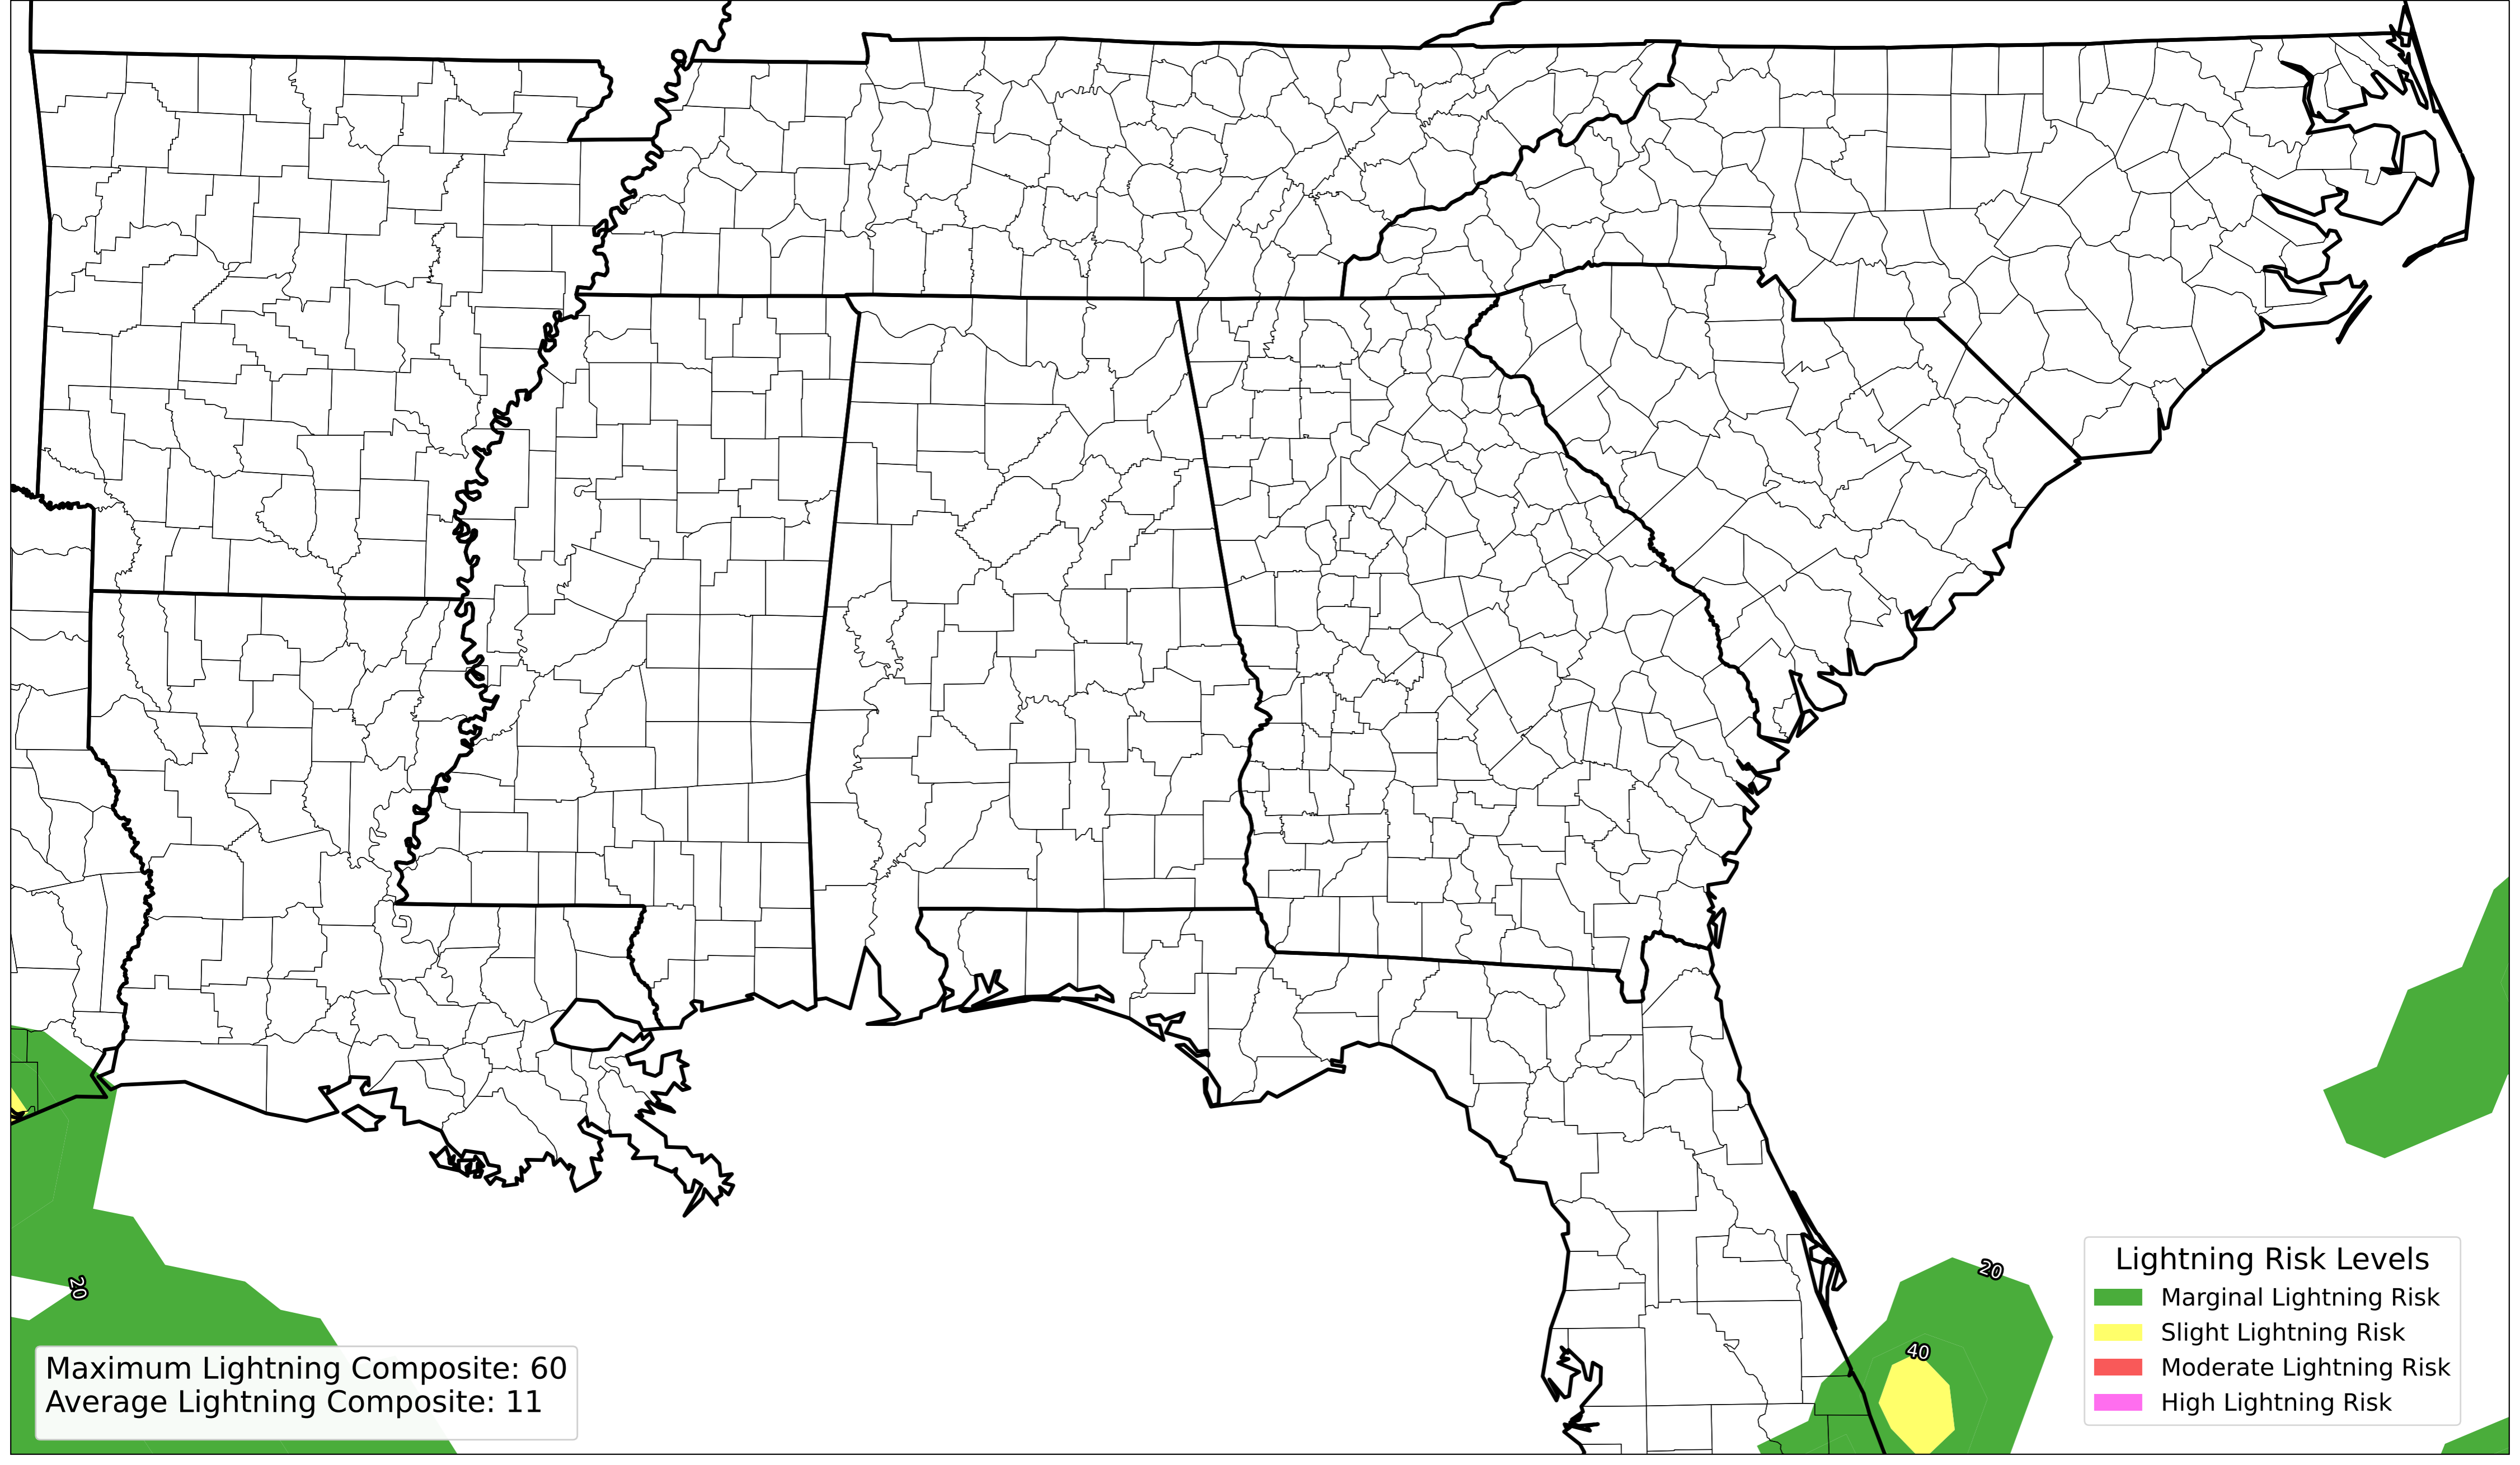 20
Maximum Lightning Composite: 60
Average Lightning Composite: 11
20
40
Lightning Risk Levels
Marginal Lightning Risk
Slight Lightning Risk
Moderate Lightning Risk
High Lightning Risk